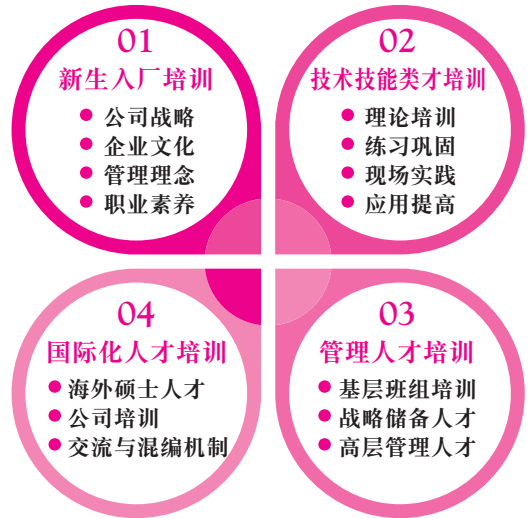 01
新生入厂培训
公司战略
企业文化
管理理念
职业素养
02
技术技能类才培训
理论培训
练习巩固
现场实践
应用提高
03
管理人才培训
基层班组培训
战略储备人才
高层管理人才
04
国际化人才培训
海外硕士人才
公司培训
交流与混编机制